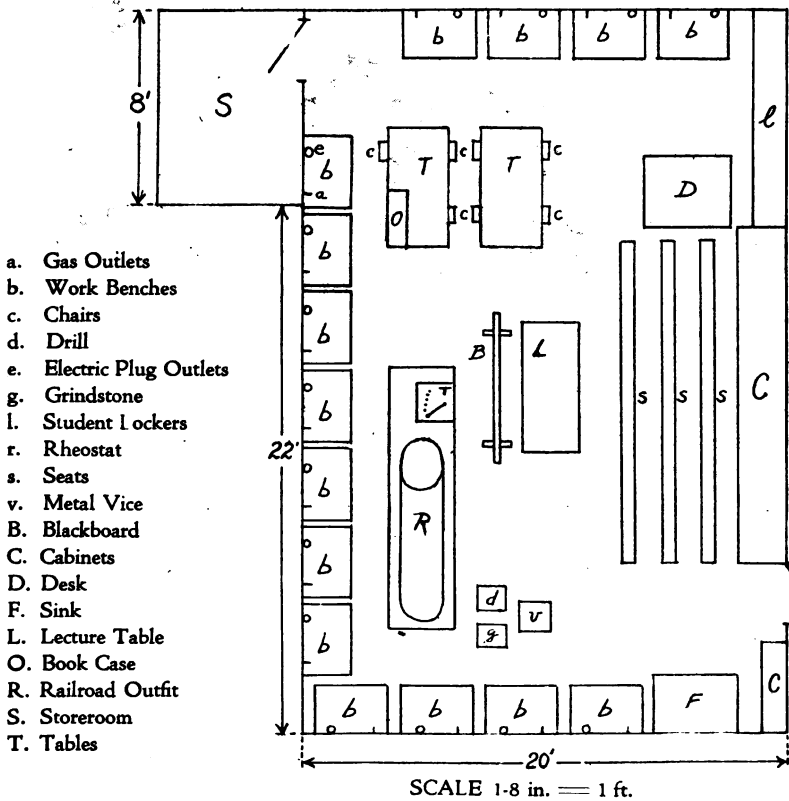 b b b b
8' S l
e b a c T c c T c D
O c c c
b
a. Gas Outlets
b. Work Benches
c. Chairs
d. Drill
e. Electric Plug Outlets
g. Grindstone
l. Student Lockers
r. Rheostat
s. Seats
v. Metal Vice
B. Blackboard
C. Cabinets
D. Desk
F. Sink
L. Lecture Table
O. Book Case
R. Railroad Outfit
S. Storeroom
T. Tables
b B L
b r s s s C
22'
b R
b d v
b g
b b b b F C
20'
SCALE 1-8 in. = 1 ft.